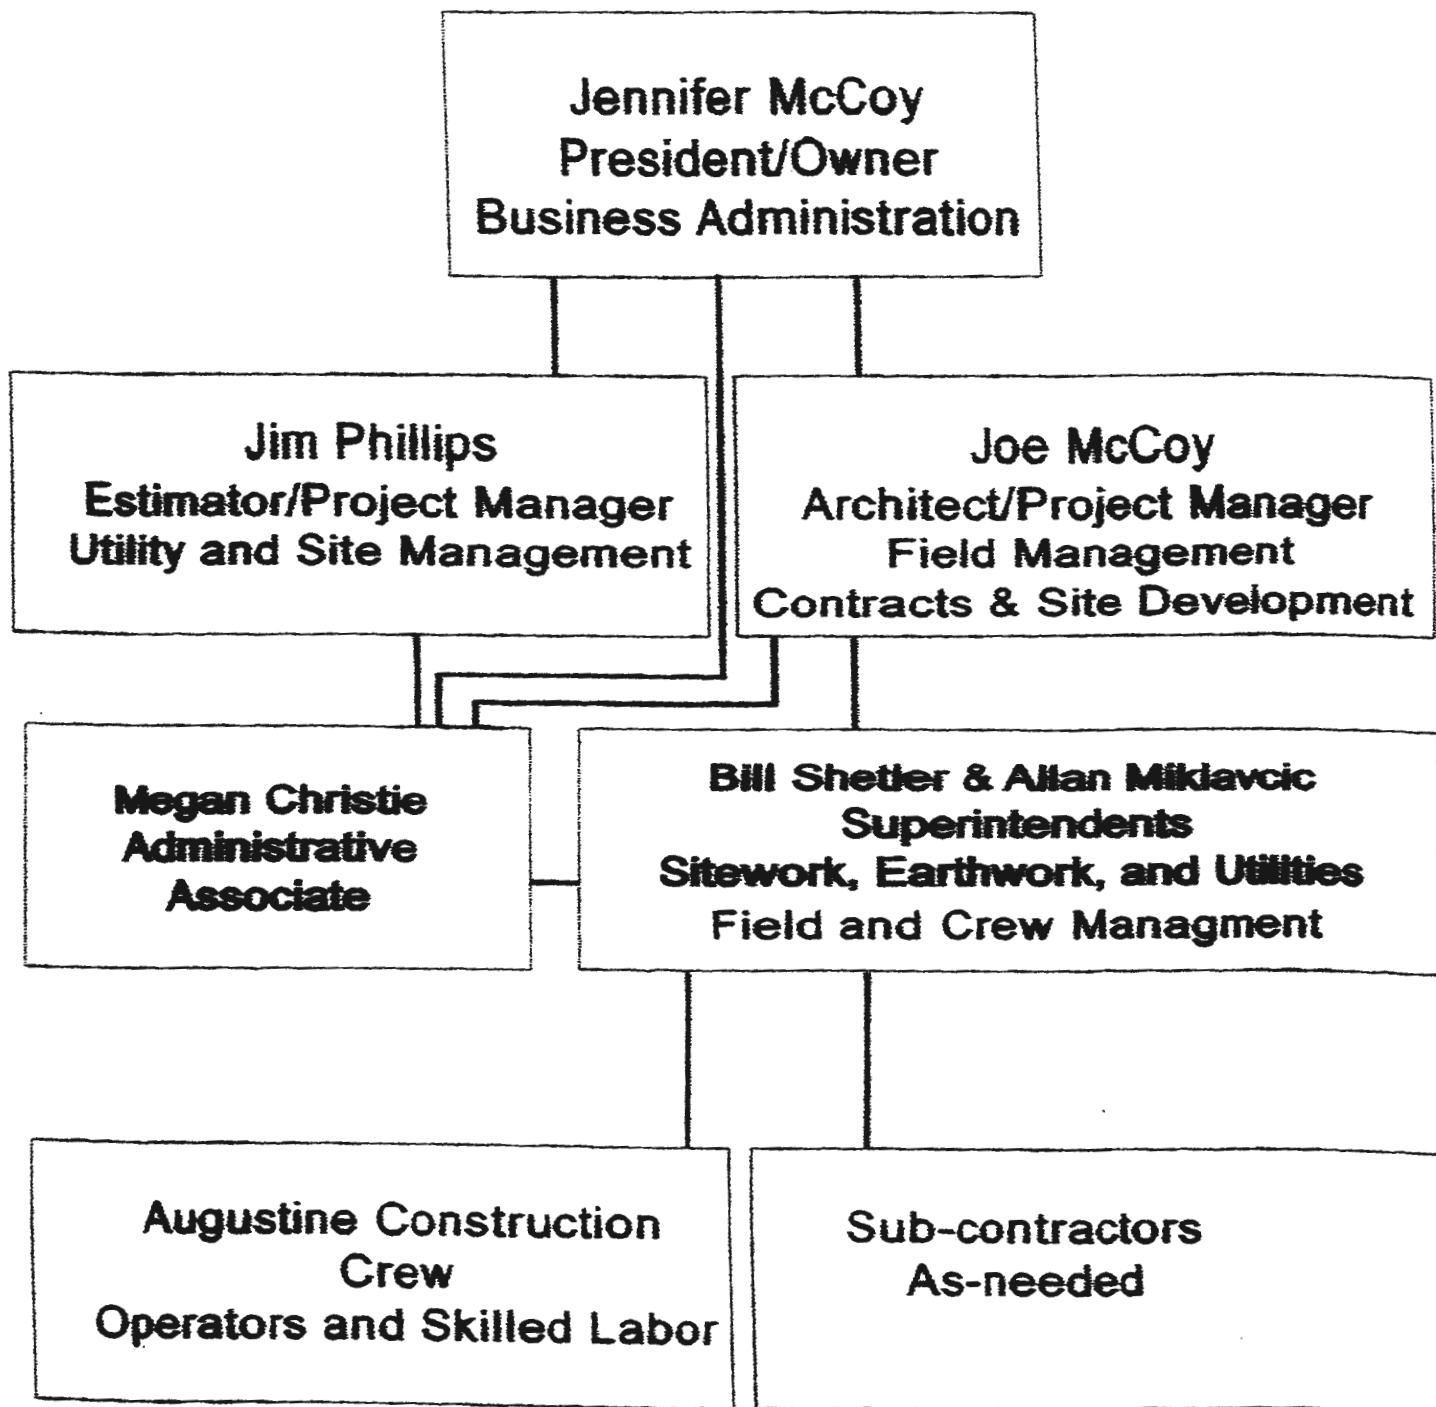 Jennifer McCoy
President/Owner
Business Administration
Jim Phillips
Estimator/Project Manager
Utility and Site Management
Joe McCoy
Architect/Project Manager
Field Management
Contracts & Site Development
Megan Christie
Administrative
Associate
Bill Shetler & Allan Miklavcic
Superintendents
Sitework, Earthwork, and Utilities
Field and Crew Managment
Augustine Construction
Crew
Operators and Skilled Labor
Sub-contractors
As-needed